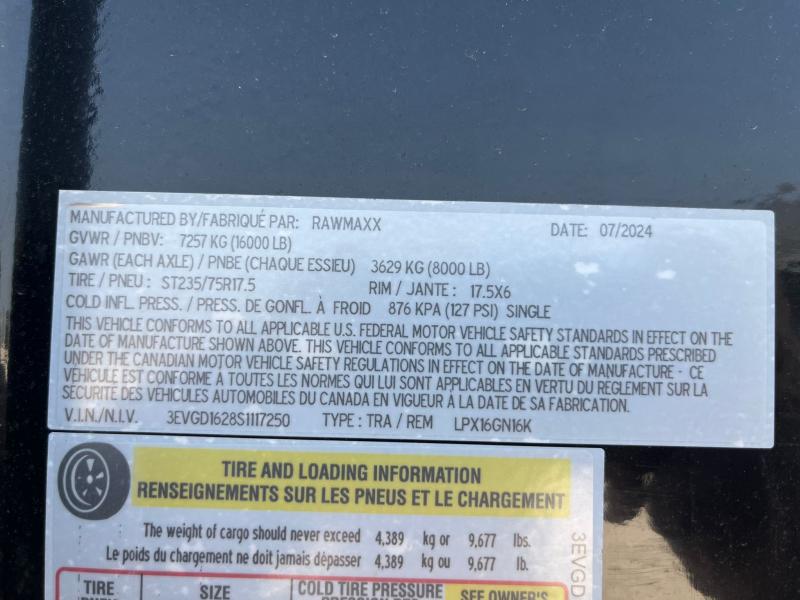 MANUFACTURED BY/FABRIQUÉ PAR: RAWMAXX DATE: 07/2024
GVWR / PNBV: 7257 KG (16000 LB)
GAWR (EACH AXLE) / PNBE (CHAQUE ESSIEU) 3629 KG (8000 LB)
TIRE / PNEU : ST235/75R17.5 RIM / JANTE : 17.5X6
COLD INFL. PRESS. / PRESS. DE GONFL. À FROID 876 KPA (127 PSI) SINGLE
THIS VEHICLE CONFORMS TO ALL APPLICABLE U.S. FEDERAL MOTOR VEHICLE SAFETY STANDARDS IN EFFECT ON THE
DATE OF MANUFACTURE SHOWN ABOVE. THIS VEHICLE CONFORMS TO ALL APPLICABLE STANDARDS PRESCRIBED
UNDER THE CANADIAN MOTOR VEHICLE SAFETY REGULATIONS IN EFFECT ON THE DATE OF MANUFACTURE - CE
VÉHICULE EST CONFORME À TOUTES LES NORMES QUI LUI SONT APPLICABLES EN VERTU DU REGLEMENT SUR LA
SÉCURITÉ DES VÉHICULES AUTOMOBILES DU CANADA EN VIGUEUR À LA DATE DE SA FABRICATION.
V.I.N./N.I.V. 3EVGD1628S1117250 TYPE : TRA / REM LPX16GN16K
TIRE AND LOADING INFORMATION
RENSEIGNEMENTS SUR LES PNEUS ET LE CHARGEMENT
The weight of cargo should never exceed 4,389 kg or 9,677 lbs.
Le poids du chargement ne doit jamais dépasser 4,389 kg ou 9,677 lb.
3EVGD
TIRE SIZE COLD TIRE PRESSURE SEE OWNER'S